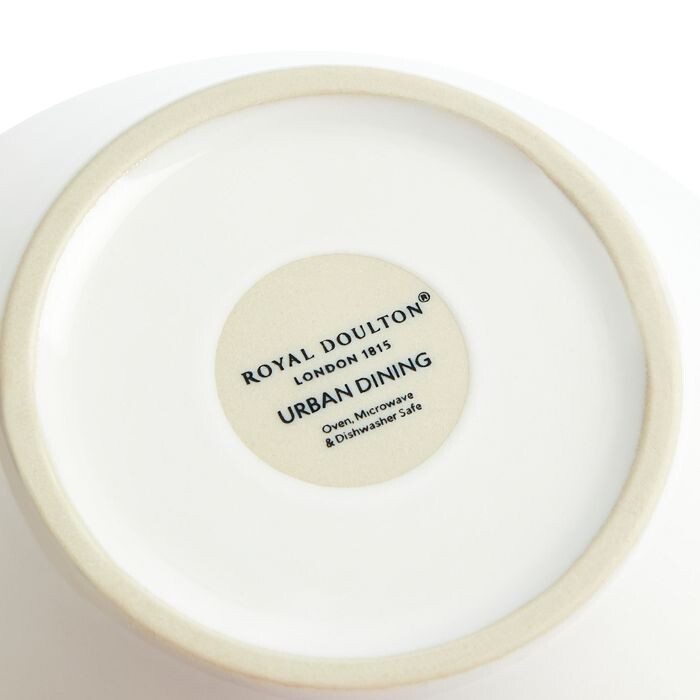 ROYAL DOULTON®
LONDON 1815
URBAN DINING
Oven, Microwave
& Dishwasher Safe